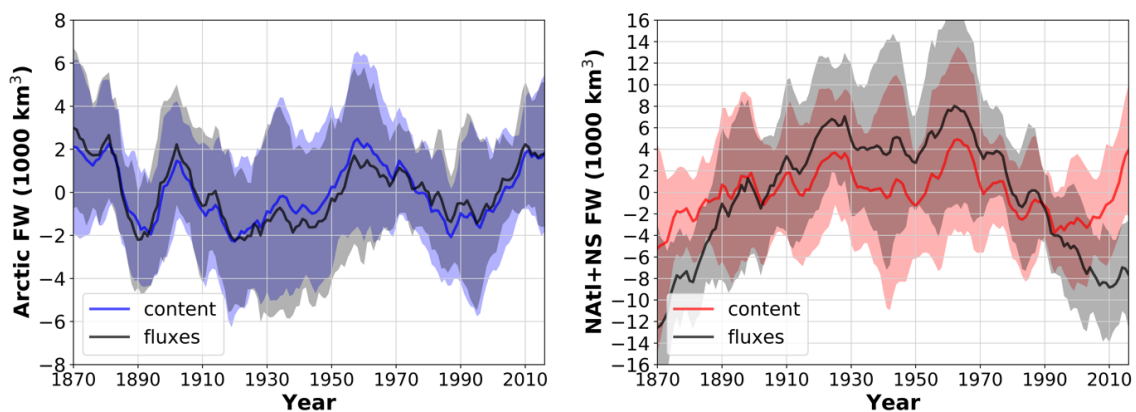 Arctic FW (1000 km³)
8
6
4
2
0
−2
−4
−6
−8
content
fluxes
1870 1890 1910 1930 1950 1970 1990 2010
Year
NAtl+NS FW (1000 km³)
16
14
12
10
8
6
4
2
0
−2
−4
−6
−8
−10
−12
−14
−16
content
fluxes
1870 1890 1910 1930 1950 1970 1990 2010
Year